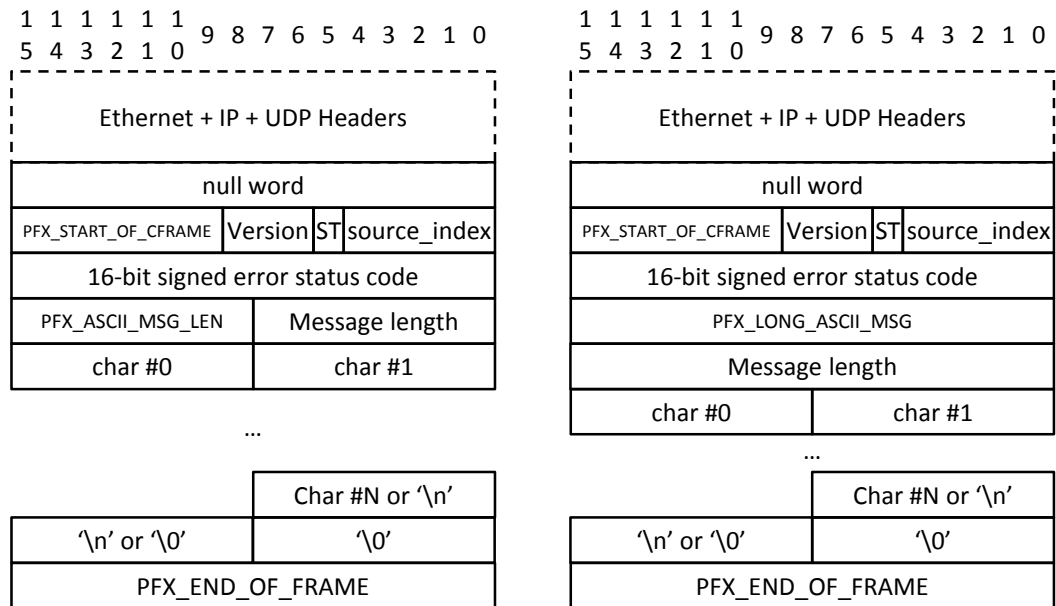 1 1 1 1 1 1 9 8 7 6 5 4 3 2 1 0
5 4 3 2 1 0
Ethernet + IP + UDP Headers
null word
PFX_START_OF_CFRAME Version ST source_index
16-bit signed error status code
PFX_ASCII_MSG_LEN Message length
char #0 char #1
…
Char #N or ‘\n’
‘\n’ or ‘\0’ ‘\0’
PFX_END_OF_FRAME
1 1 1 1 1 1 9 8 7 6 5 4 3 2 1 0
5 4 3 2 1 0
Ethernet + IP + UDP Headers
null word
PFX_START_OF_CFRAME Version ST source_index
16-bit signed error status code
PFX_LONG_ASCII_MSG
Message length
char #0 char #1
…
Char #N or ‘\n’
‘\n’ or ‘\0’ ‘\0’
PFX_END_OF_FRAME